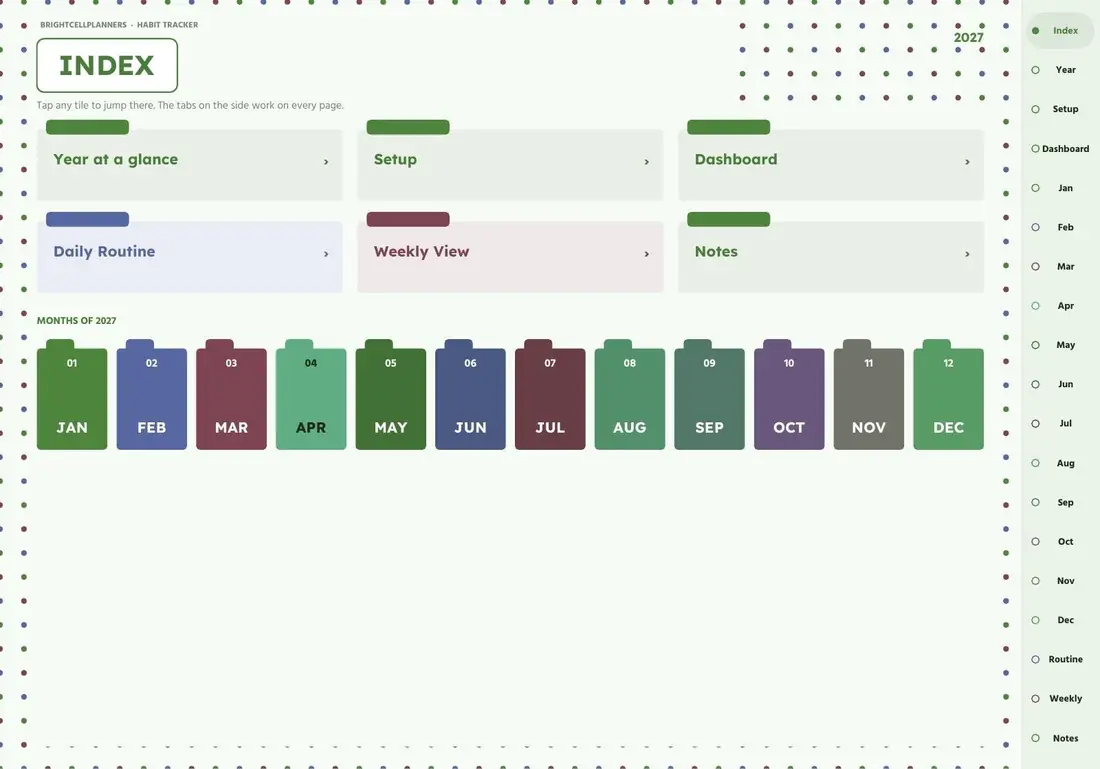 BRIGHTCELLPLANNERS · HABIT TRACKER
2027
INDEX
Tap any tile to jump there. The tabs on the side work on every page.
Year at a glance ›
Setup ›
Dashboard ›
Daily Routine ›
Weekly View ›
Notes ›
MONTHS OF 2027
01 02 03 04 05 06 07 08 09 10 11 12
JAN FEB MAR APR MAY JUN JUL AUG SEP OCT NOV DEC
Index
Year
Setup
Dashboard
Jan
Feb
Mar
Apr
May
Jun
Jul
Aug
Sep
Oct
Nov
Dec
Routine
Weekly
Notes